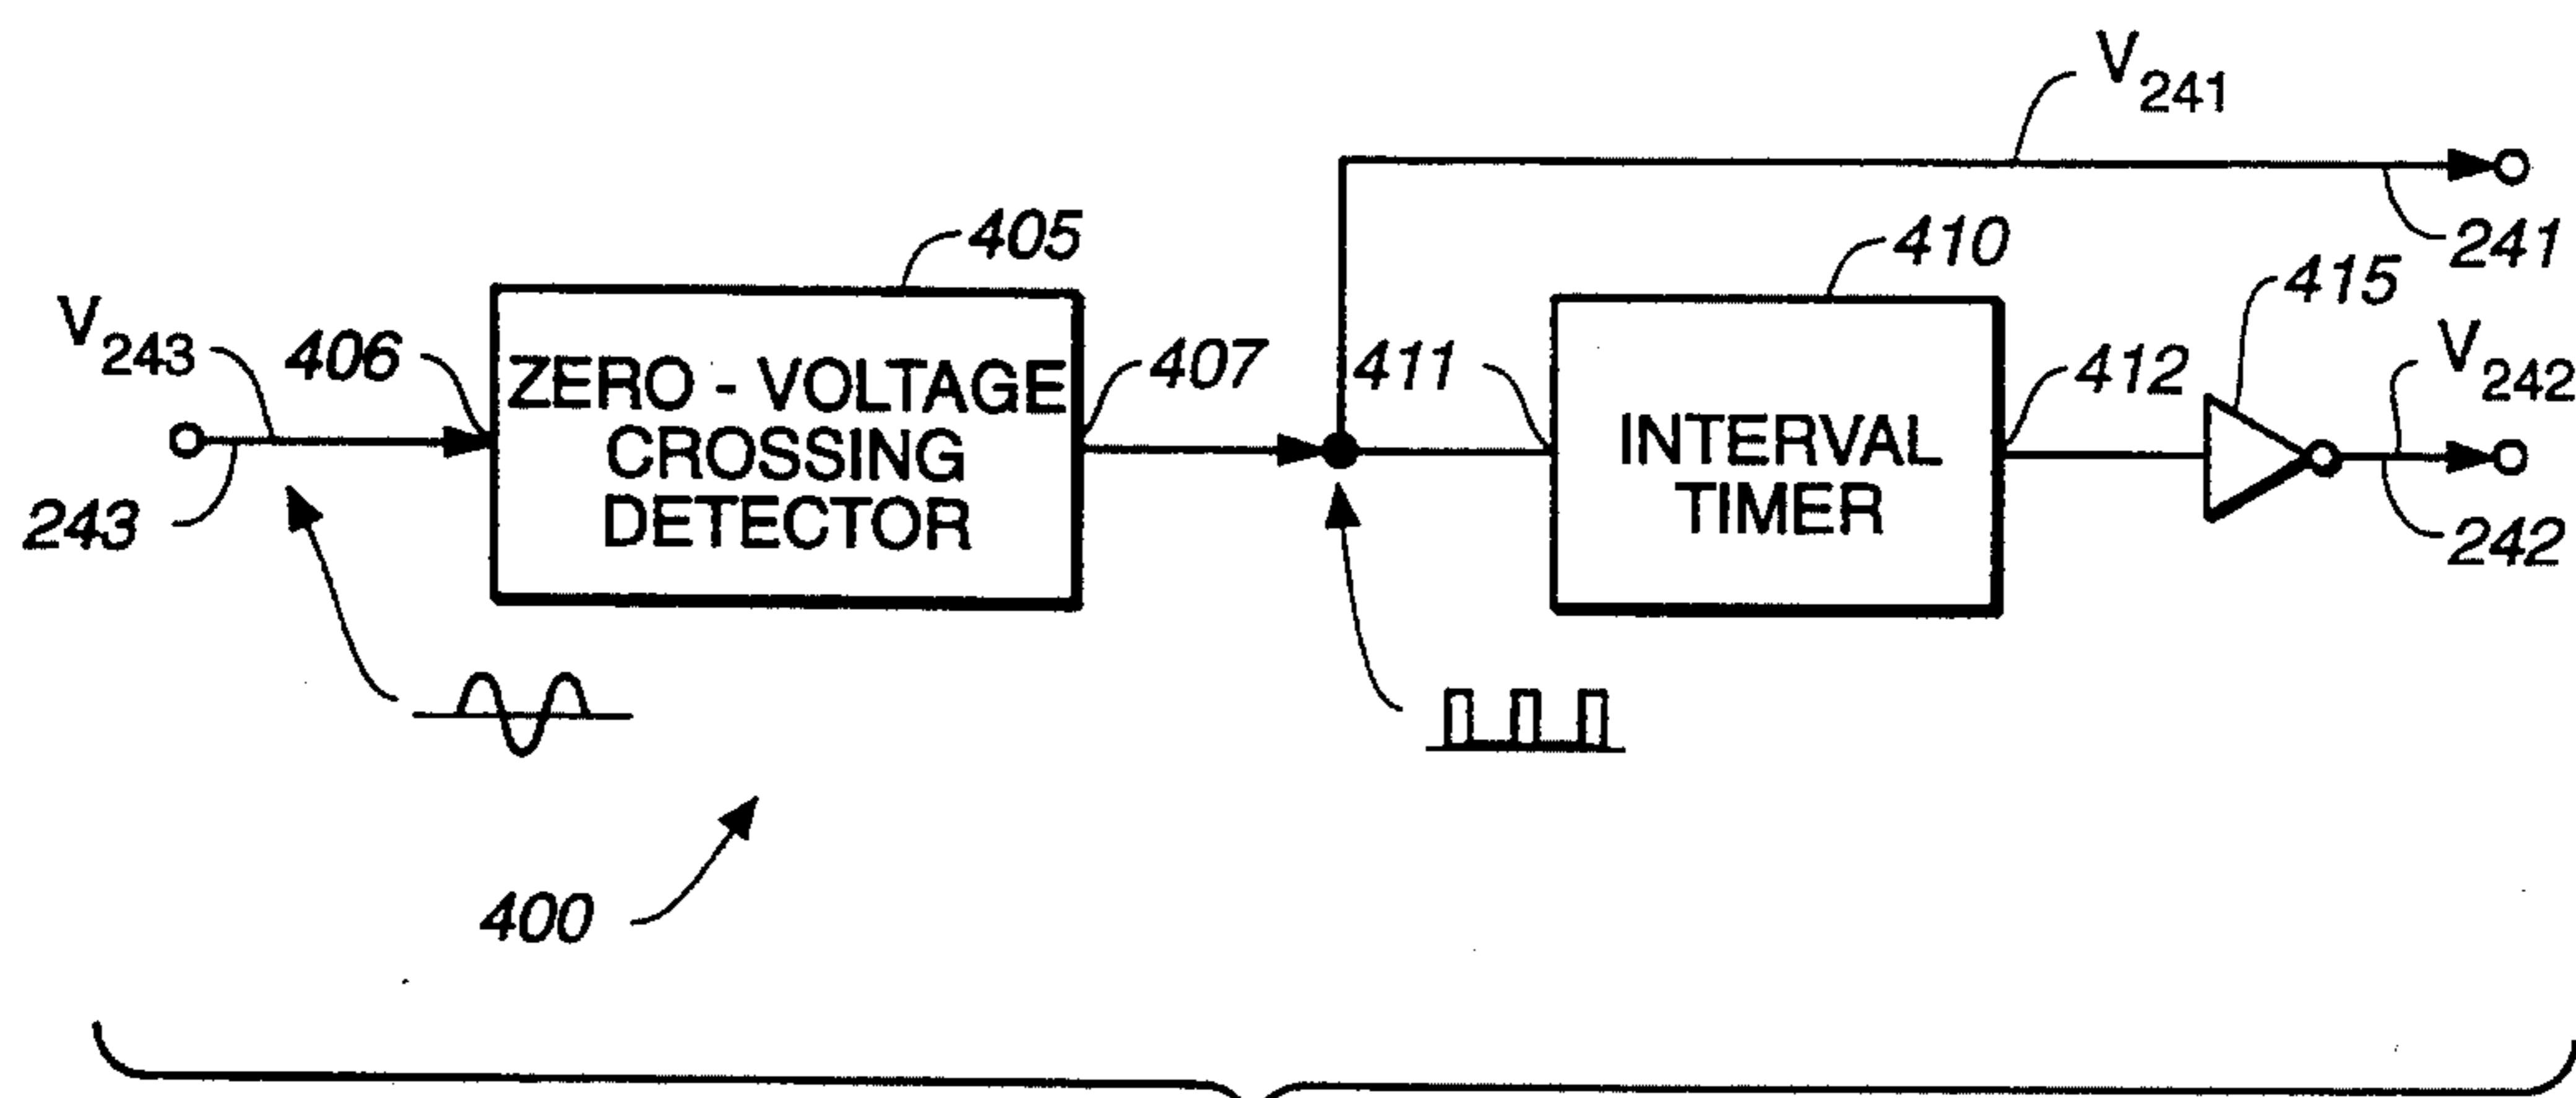 V241
405
410
241
415
V243
406
ZERO - VOLTAGE
CROSSING
DETECTOR
407
411
INTERVAL
TIMER
412
V242
243
242
400